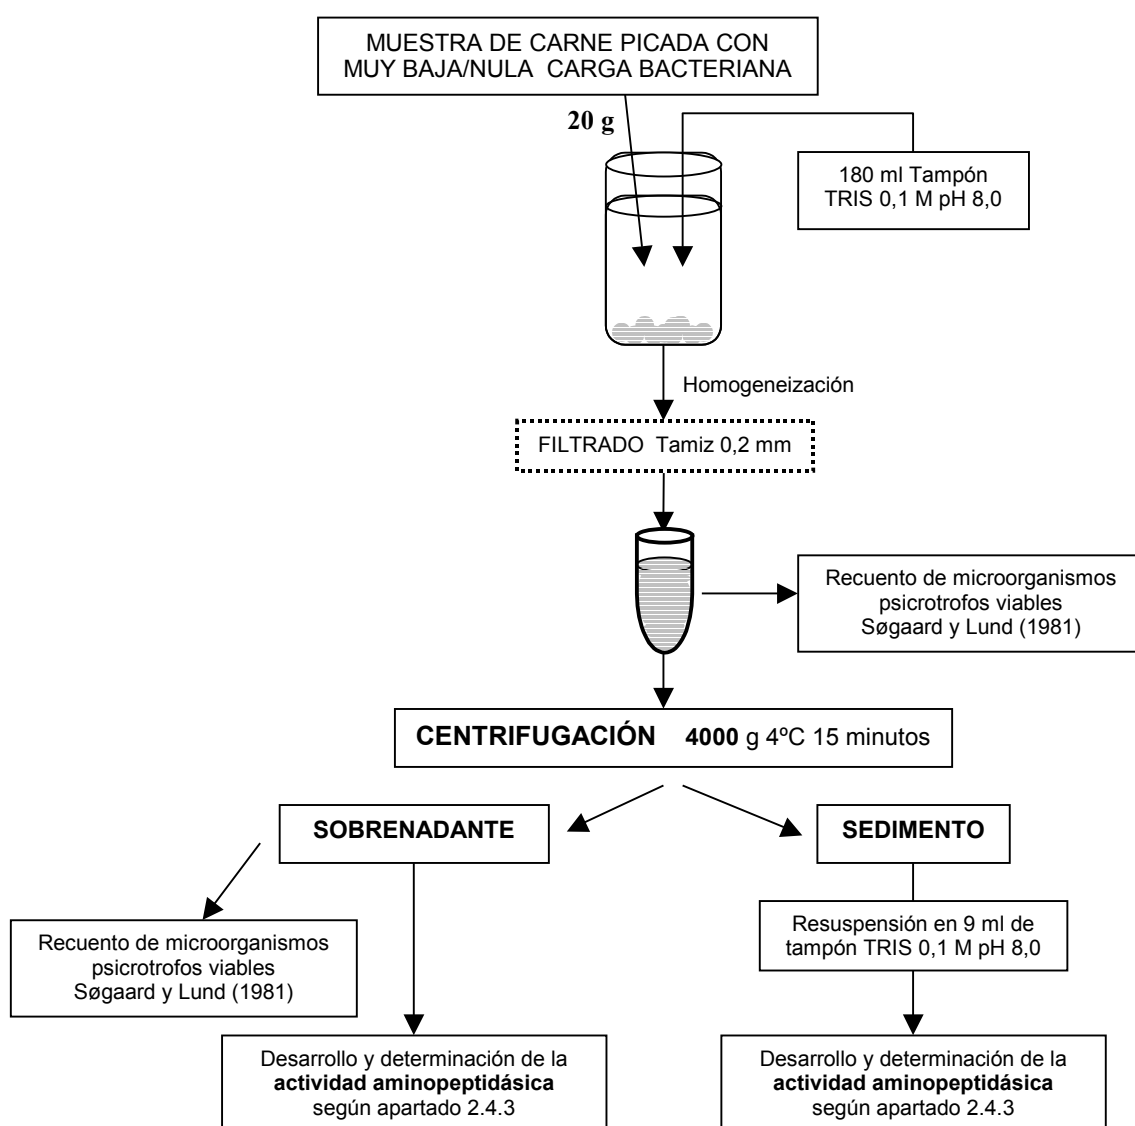 MUESTRA DE CARNE PICADA CON
MUY BAJA/NULA CARGA BACTERIANA
20 g
180 ml Tampón
TRIS 0,1 M pH 8,0
Homogeneización
FILTRADO Tamiz 0,2 mm
Recuento de microorganismos
psicrotrofos viables
Søgaard y Lund (1981)
CENTRIFUGACIÓN 4000 g 4ºC 15 minutos
SOBRENADANTE
SEDIMENTO
Recuento de microorganismos
psicrotrofos viables
Søgaard y Lund (1981)
Resuspensión en 9 ml de
tampón TRIS 0,1 M pH 8,0
Desarrollo y determinación de la
actividad aminopeptidásica
según apartado 2.4.3
Desarrollo y determinación de la
actividad aminopeptidásica
según apartado 2.4.3